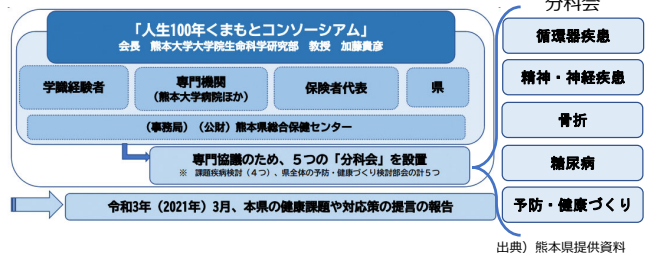 「人生100年くまもとコンソーシアム」
会長　熊本大学大学院生命科学研究部　教授　加藤貴彦
学識経験者
専門機関
（熊本大学病院ほか）
保険者代表
県
（事務局）（公財）熊本県総合保健センター
専門協議のため、５つの「分科会」を設置
※　課題疾病検討（４つ）、県全体の予防・健康づくり検討部会の計５つ
令和3年（2021年）3月、本県の健康課題や対応策の提言の報告
分科会
循環器疾患
精神・神経疾患
骨折
糖尿病
予防・健康づくり
出典）熊本県提供資料